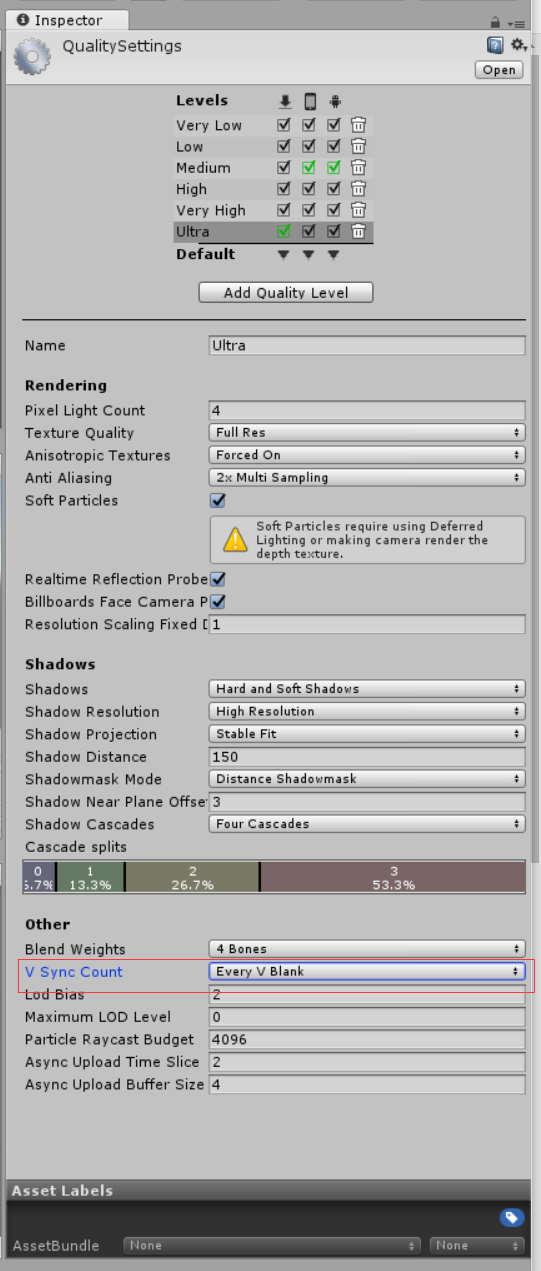 Inspector
QualitySettings
Open
Levels
Very Low
Low
Medium
High
Very High
Ultra
Default
Add Quality Level
Name Ultra
Rendering
Pixel Light Count 4
Texture Quality Full Res
Anisotropic Textures Forced On
Anti Aliasing 2x Multi Sampling
Soft Particles
Soft Particles require using Deferred
Lighting or making camera render the
depth texture.
Realtime Reflection Probe
Billboards Face Camera P
Resolution Scaling Fixed D 1
Shadows
Shadows Hard and Soft Shadows
Shadow Resolution High Resolution
Shadow Projection Stable Fit
Shadow Distance 150
Shadowmask Mode Distance Shadowmask
Shadow Near Plane Offse 3
Shadow Cascades Four Cascades
Cascade splits
0 1 2 3
6.7% 13.3% 26.7% 53.3%
Other
Blend Weights 4 Bones
V Sync Count Every V Blank
Lod Bias 2
Maximum LOD Level 0
Particle Raycast Budget 4096
Async Upload Time Slice 2
Async Upload Buffer Size 4
Asset Labels
AssetBundle None None